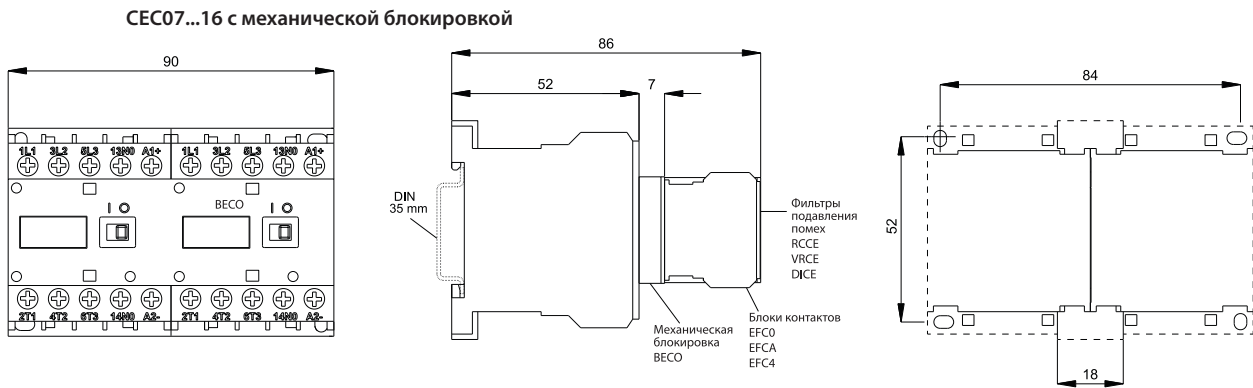 CEC07...16 с механической блокировкой
90
1L1 3L2 5L3 13NO A1+ 1L1 3L2 5L3 13NO A1+
I O
BECO
I O
2T1 4T2 6T3 14NO A2- 2T1 4T2 6T3 14NO A2-
86
52
7
DIN
35 mm
Фильтры
подавления
помех
RCCE
VRCE
DICE
Механическая
блокировка
BECO
Блоки контактов
EFC0
EFCA
EFC4
84
52
18